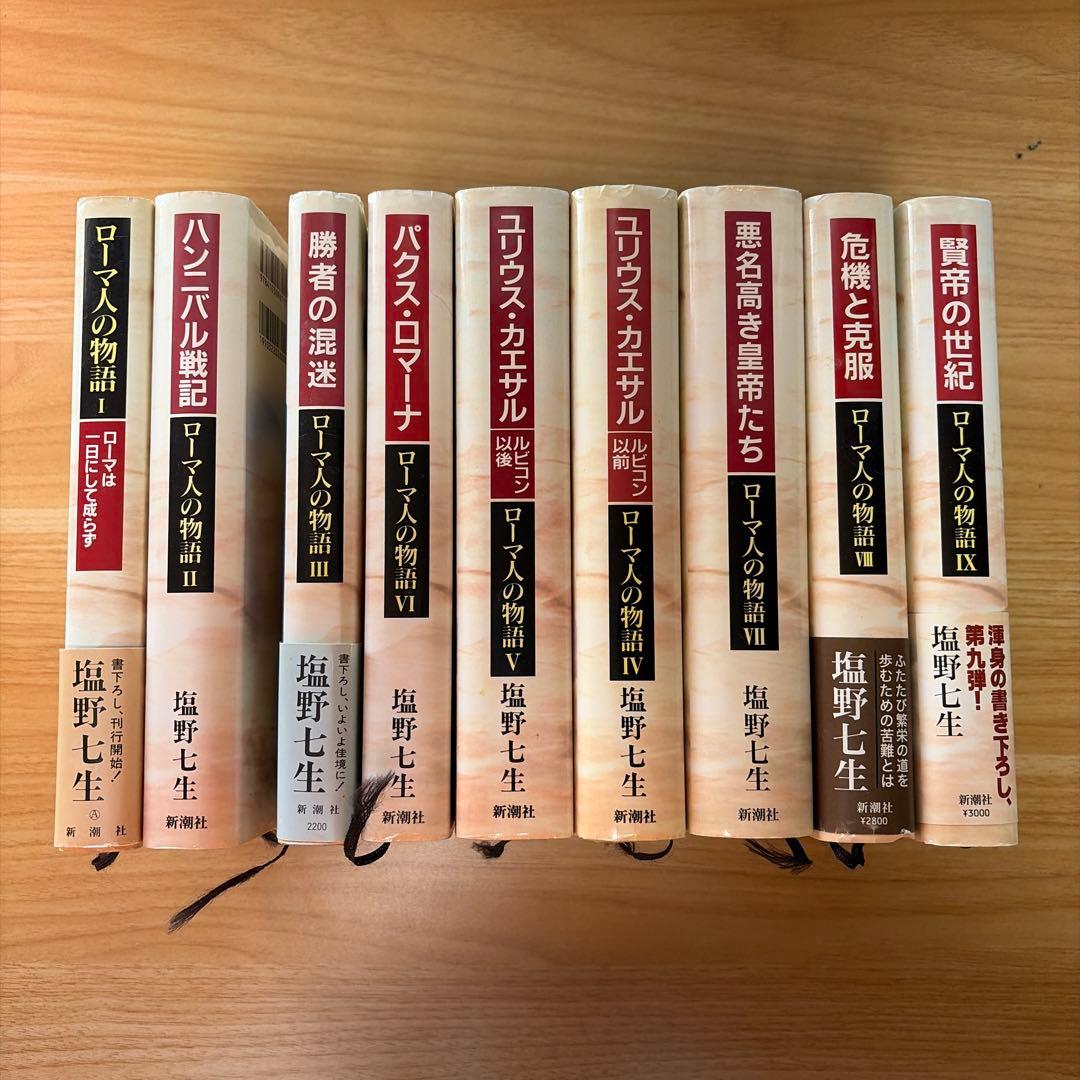 ローマ人の物語 I
ローマは
一日にして成らず
書下ろし、刊行開始!
塩野七生
Ⓐ
新潮社
ハンニバル戦記
ローマ人の物語 II
塩野七生
新潮社
勝者の混迷
ローマ人の物語 III
書下ろし、いよいよ佳境に!
塩野七生
新潮社
2200
パクス・ロマーナ
ローマ人の物語 VI
塩野七生
新潮社
ユリウス・カエサル
ルビコン
以後
ローマ人の物語 V
塩野七生
新潮社
ユリウス・カエサル
ルビコン
以前
ローマ人の物語 IV
塩野七生
新潮社
悪名高き皇帝たち
ローマ人の物語 VII
塩野七生
新潮社
危機と克服
ローマ人の物語 VIII
ふたたび繁栄の道を
歩むための苦難とは
塩野七生
新潮社
¥2800
賢帝の世紀
ローマ人の物語 IX
渾身の書き下ろし、
第九弾!
塩野七生
新潮社
¥3000